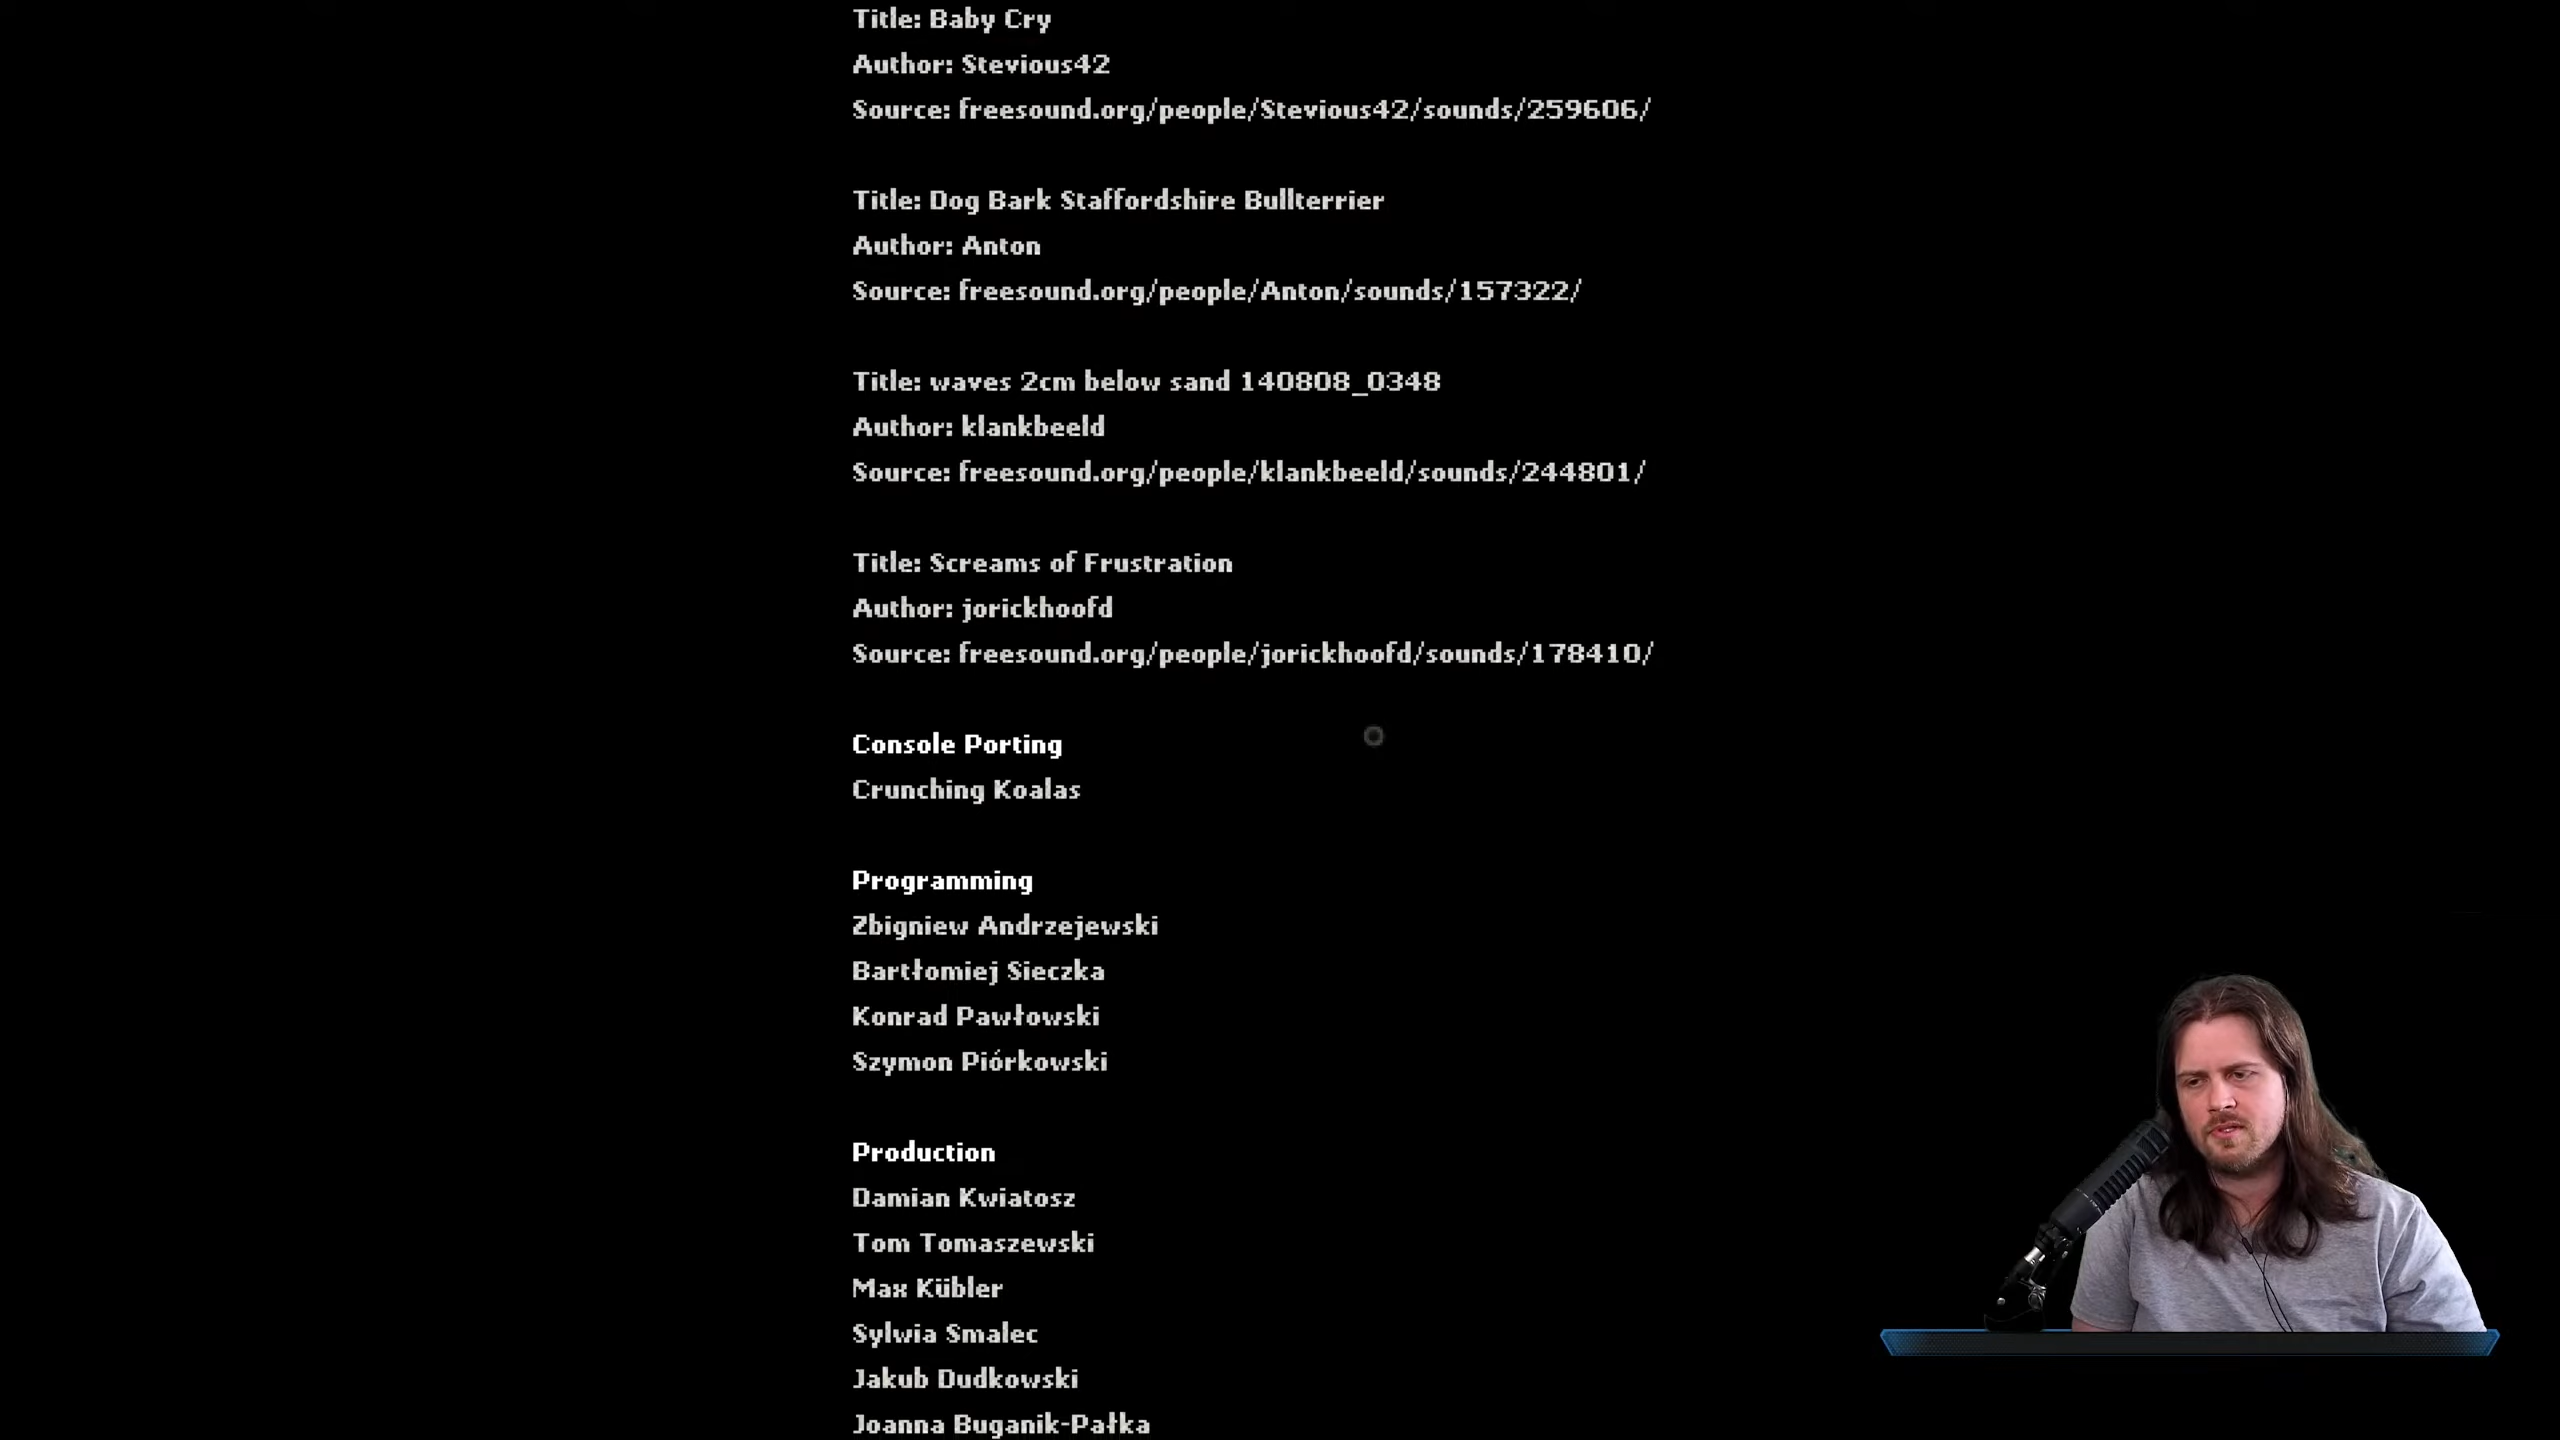 Title: Baby Cry
Author: Stevious42
Source: freesound.org/people/Stevious42/sounds/259606/
Title: Dog Bark Staffordshire Bullterrier
Author: Anton
Source: freesound.org/people/Anton/sounds/157322/
Title: waves 2cm below sand 140808_0348
Author: klankbeeld
Source: freesound.org/people/klankbeeld/sounds/244801/
Title: Screams of Frustration
Author: jorickhoofd
Source: freesound.org/people/jorickhoofd/sounds/178410/
Console Porting
Crunching Koalas
Programming
Zbigniew Andrzejewski
Bartłomiej Sieczka
Konrad Pawłowski
Szymon Piórkowski
Production
Damian Kwiatosz
Tom Tomaszewski
Max Kübler
Sylwia Smalec
Jakub Dudkowski
Joanna Buganik-Pałka